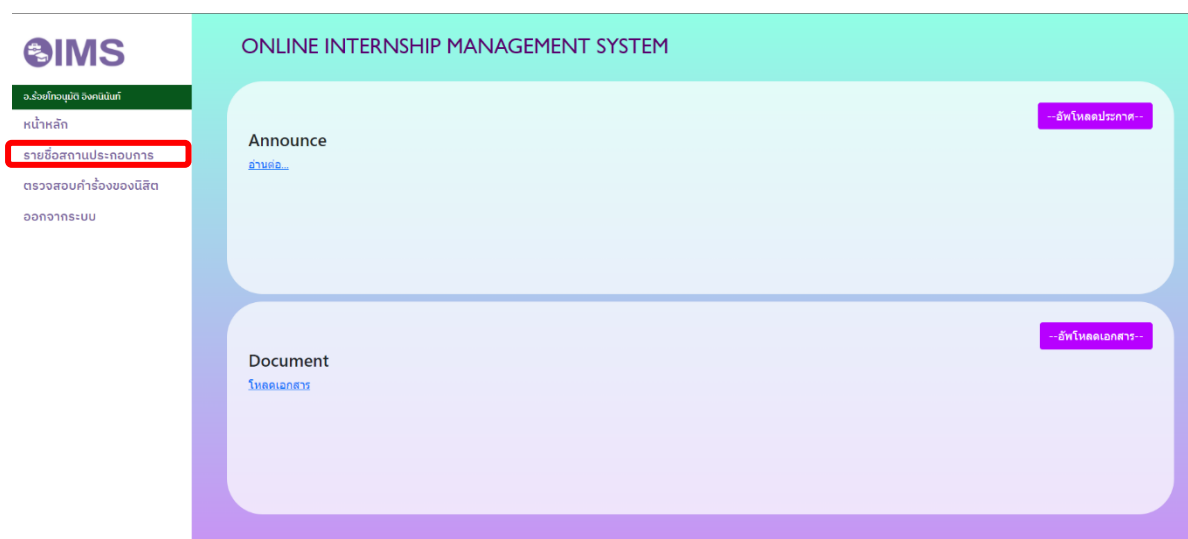 OIMS
ONLINE INTERNSHIP MANAGEMENT SYSTEM
อ.ร้อยโทอนุมัติ อิงคนินันท์
หน้าหลัก
รายชื่อสถานประกอบการ
ตรวจสอบคำร้องของนิสิต
ออกจากระบบ
--อัพโหลดประกาศ--
Announce
อ่านต่อ...
--อัพโหลดเอกสาร--
Document
โหลดเอกสาร